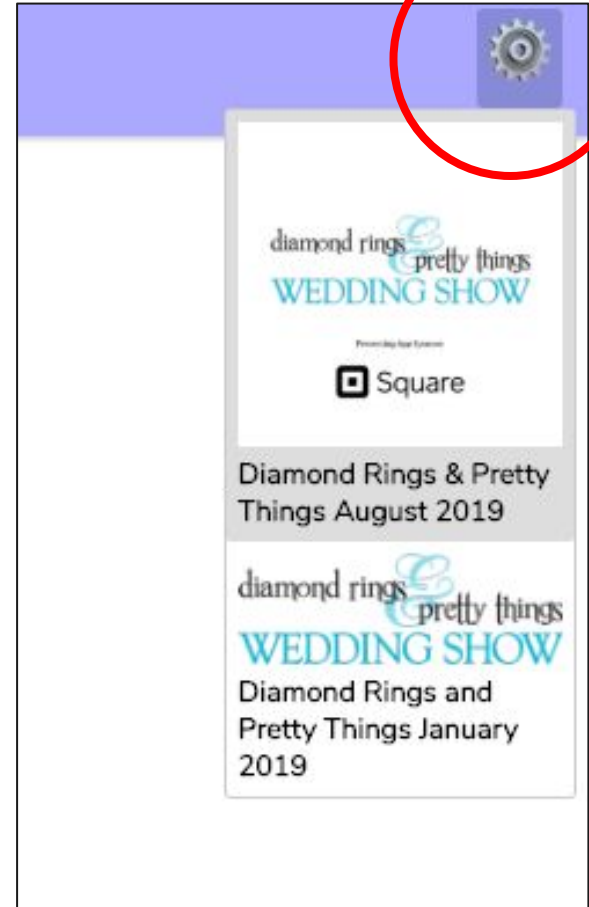 diamond rings & pretty things
WEDDING SHOW
Square
Diamond Rings & Pretty
Things August 2019
diamond rings & pretty things
WEDDING SHOW
Diamond Rings and
Pretty Things January
2019